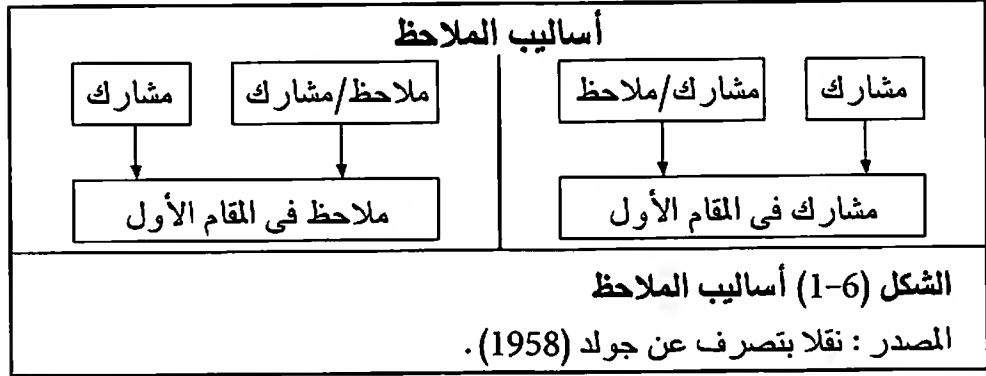 أساليب الملاحظ
مشارك
مشارك/ملاحظ
ملاحظ/مشارك
مشارك
مشارك فى المقام الأول
ملاحظ فى المقام الأول
الشكل (6-1) أساليب الملاحظ
المصدر : نقلا بتصرف عن جولد (1958).